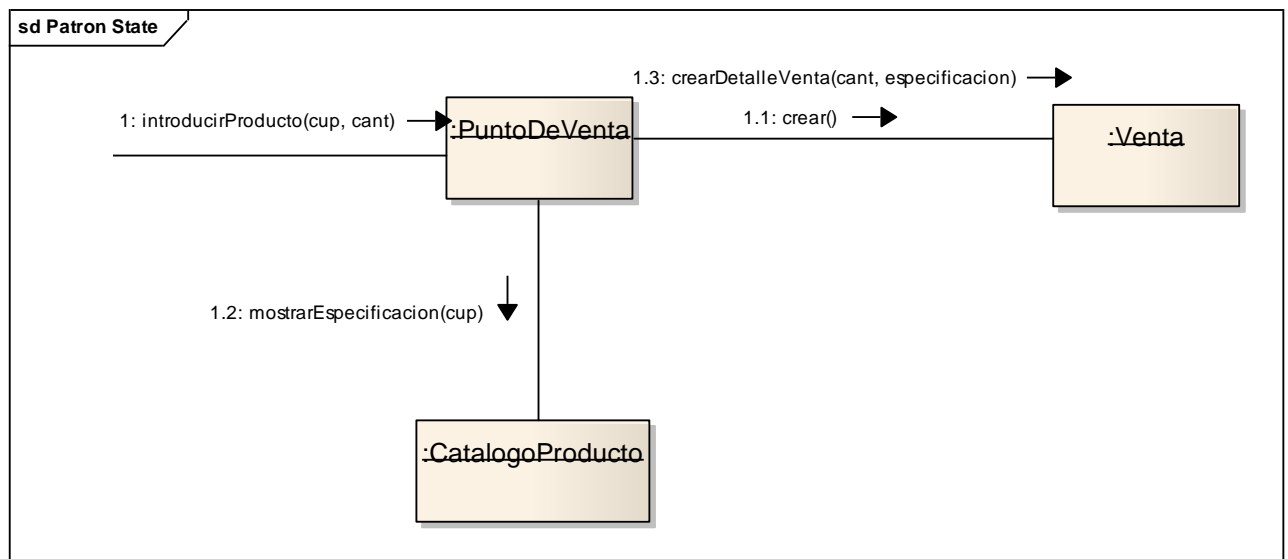 sd Patron State
1.3: crearDetalleVenta(cant, especificacion)
1: introducirProducto(cup, cant)
:PuntoDeVenta
1.1: crear()
:Venta
1.2: mostrarEspecificacion(cup)
:CatalogoProducto